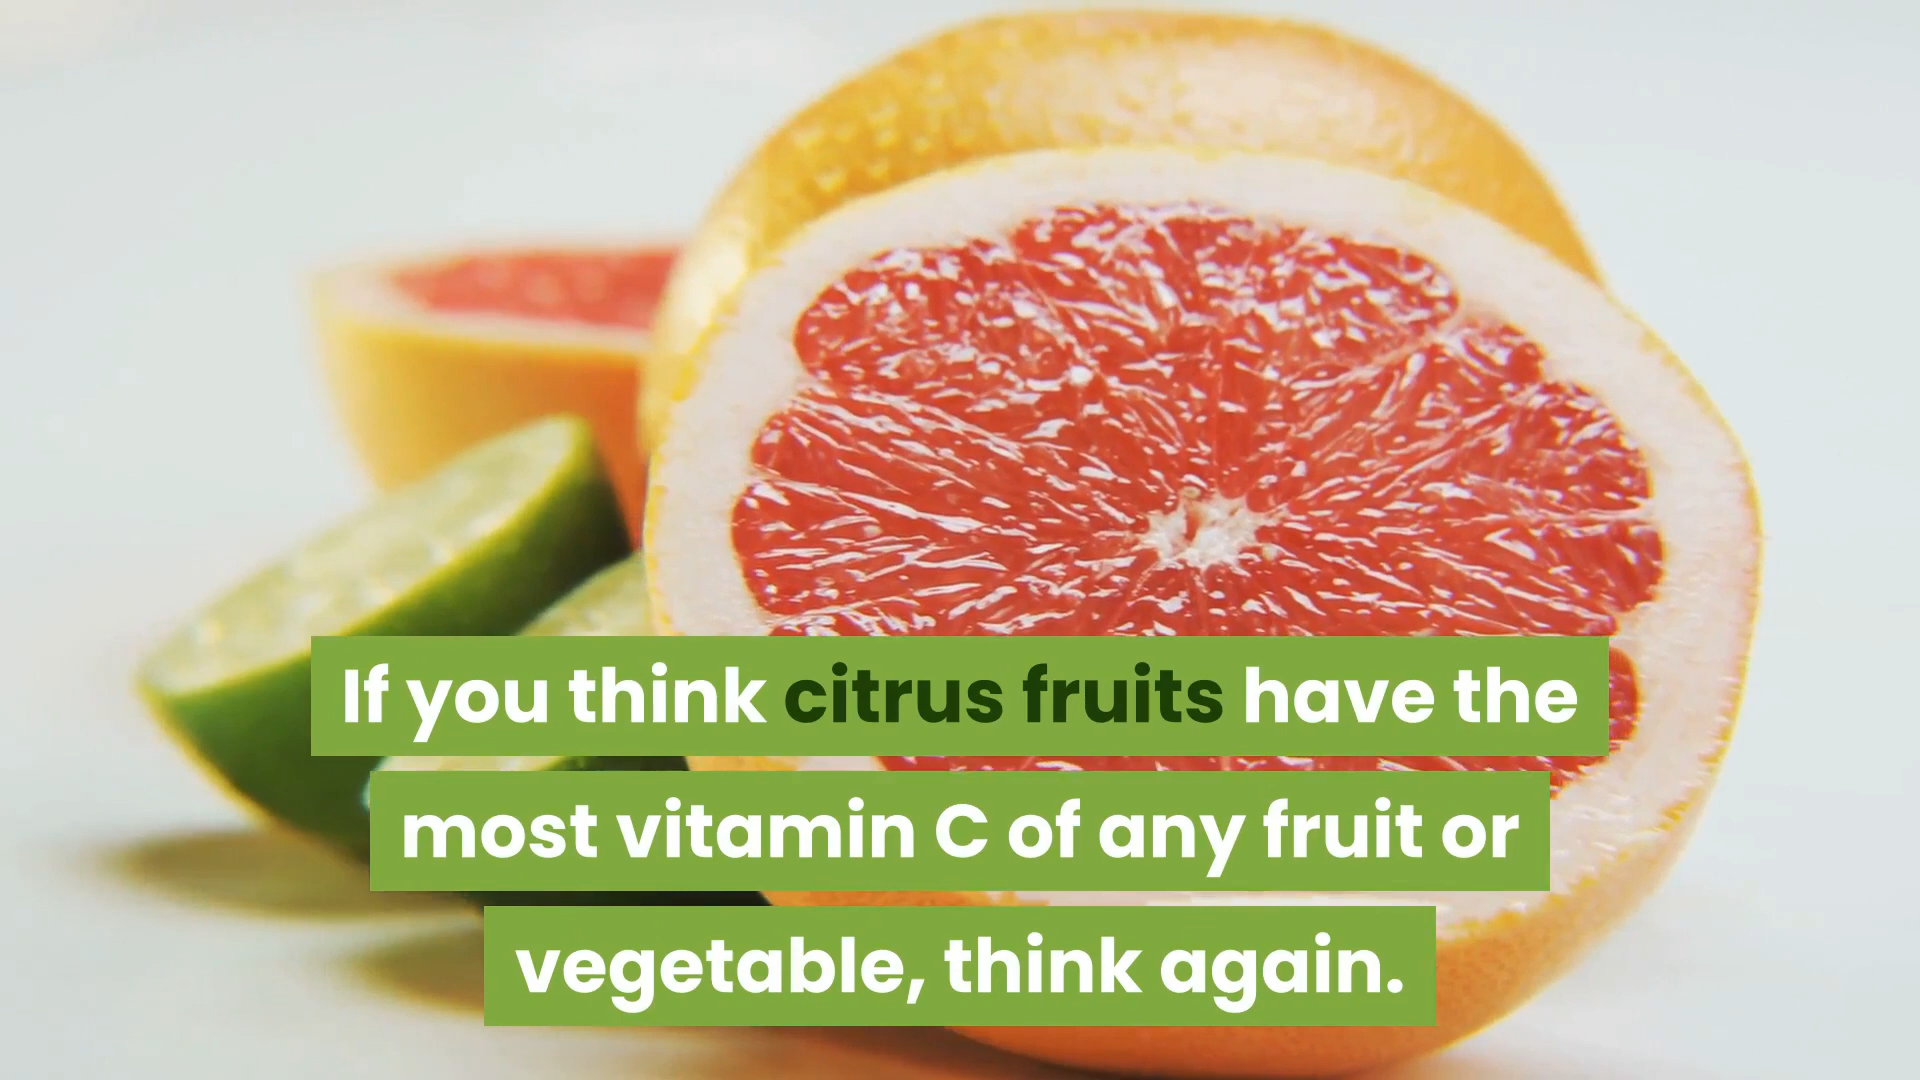 If you think citrus fruits have the
most vitamin C of any fruit or
vegetable, think again.